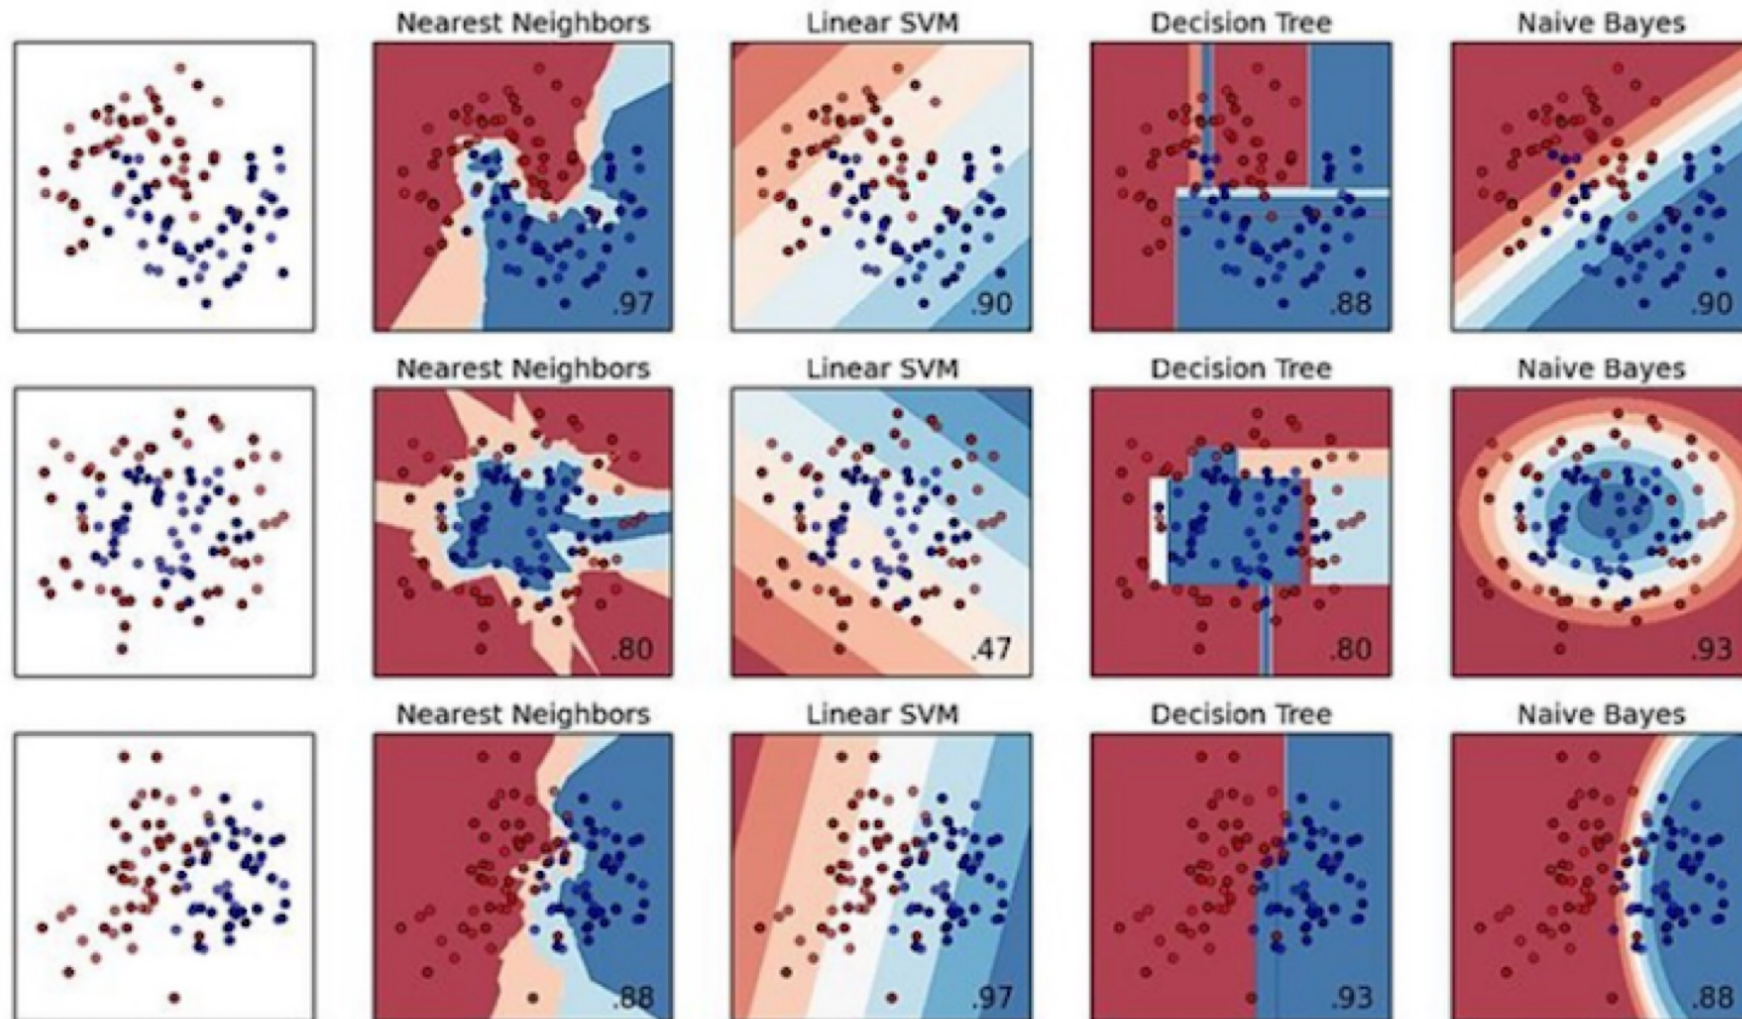 Nearest Neighbors Linear SVM Decision Tree Naive Bayes
.97 .90 .88 .90
Nearest Neighbors Linear SVM Decision Tree Naive Bayes
.80 .47 .80 .93
Nearest Neighbors Linear SVM Decision Tree Naive Bayes
.88 .97 .93 .88